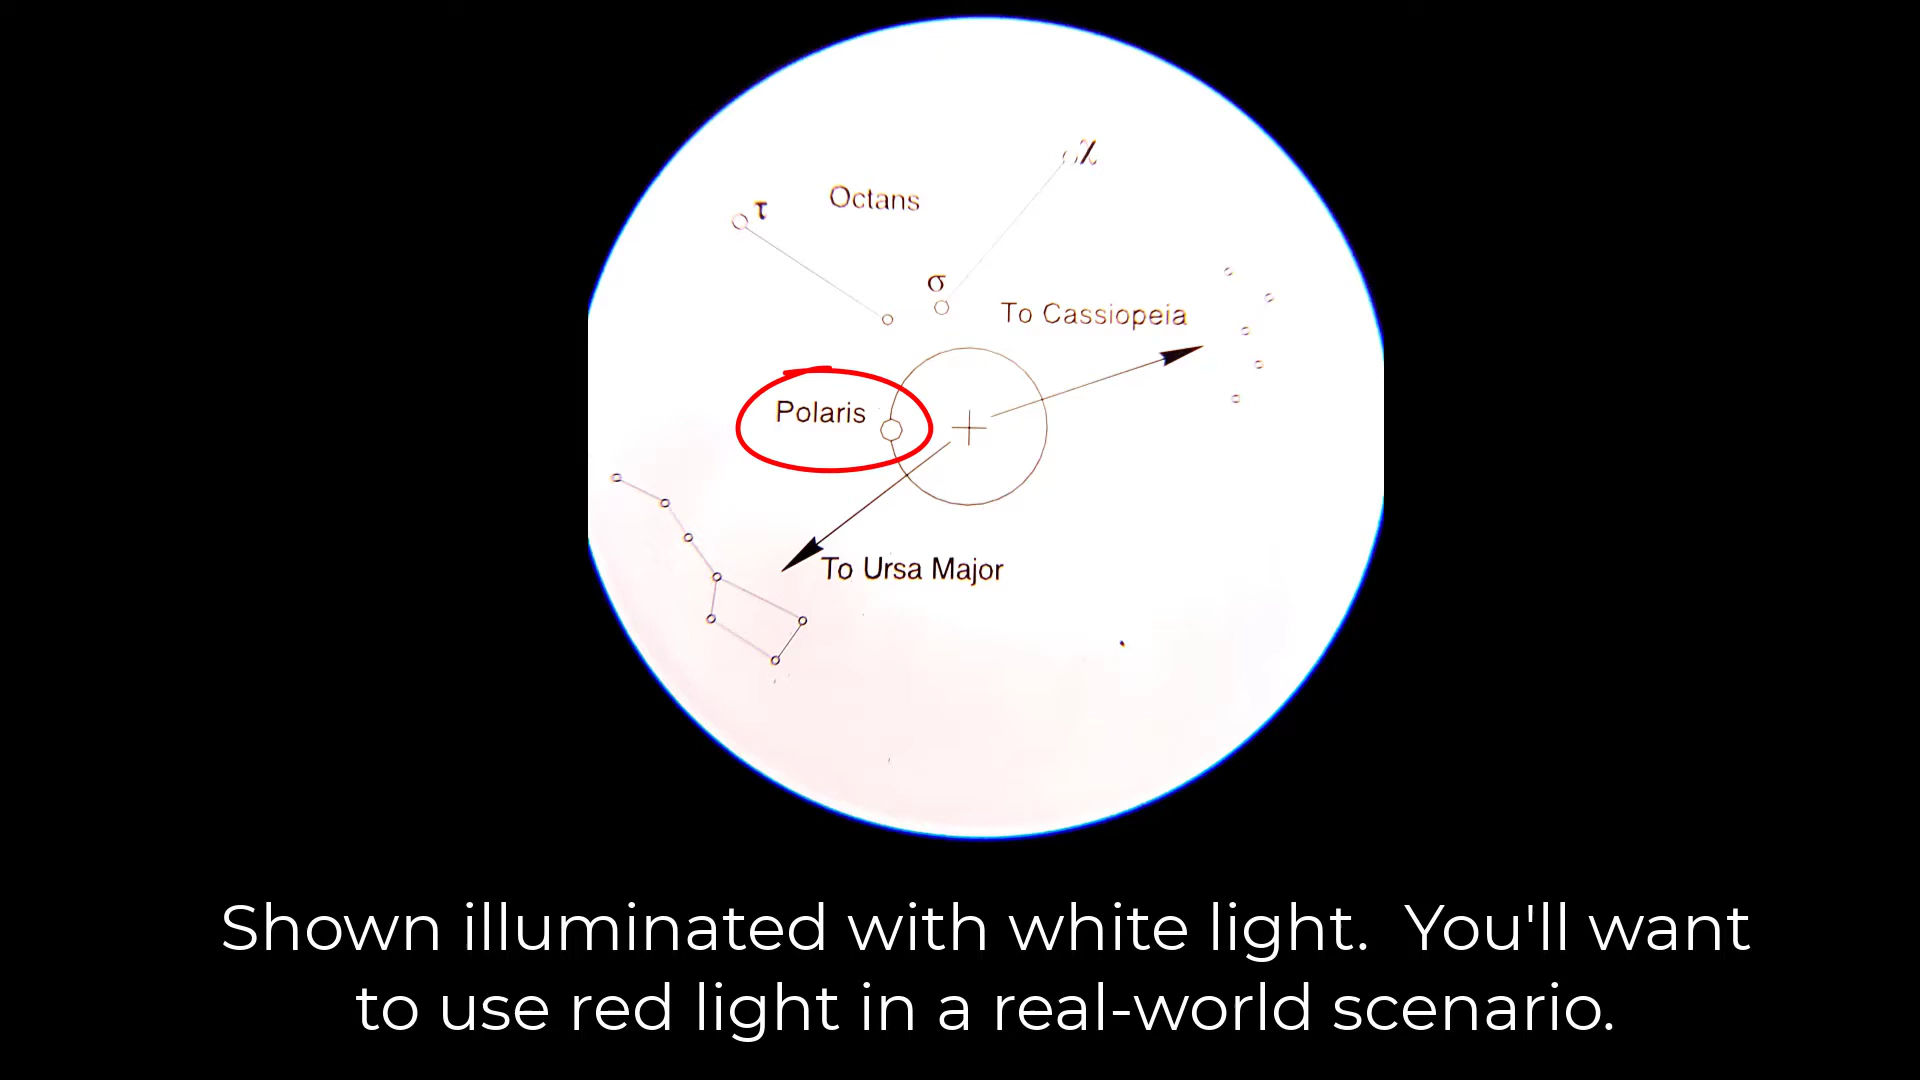 χ
τ
Octans
σ
To Cassiopeia
Polaris
To Ursa Major
Shown illuminated with white light.  You'll want
to use red light in a real-world scenario.